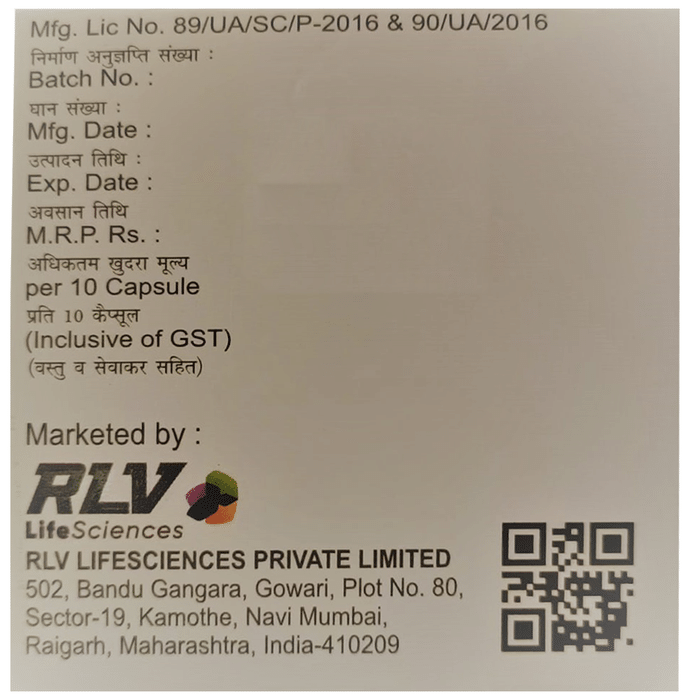 Mfg. Lic No. 89/UA/SC/P-2016 & 90/UA/2016
निर्माण अनुज्ञप्ति संख्या :
Batch No. :
घान संख्या :
Mfg. Date :
उत्पादन तिथि :
Exp. Date :
अवसान तिथि
M.R.P. Rs. :
अधिकतम खुदरा मूल्य
per 10 Capsule
प्रति 10 कैप्सूल
(Inclusive of GST)
(वस्तु व सेवाकर सहित)
Marketed by :
RLV
LifeSciences
RLV LIFESCIENCES PRIVATE LIMITED
502, Bandu Gangara, Gowari, Plot No. 80,
Sector-19, Kamothe, Navi Mumbai,
Raigarh, Maharashtra, India-410209